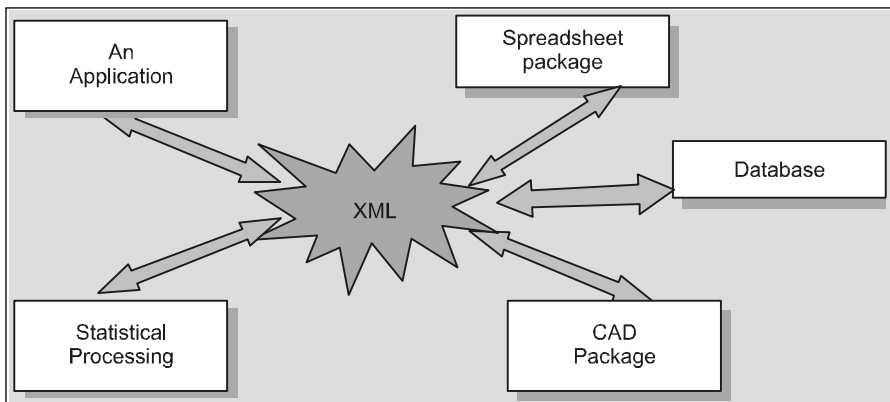 An
Application
Spreadsheet
package
Database
XML
Statistical
Processing
CAD
Package